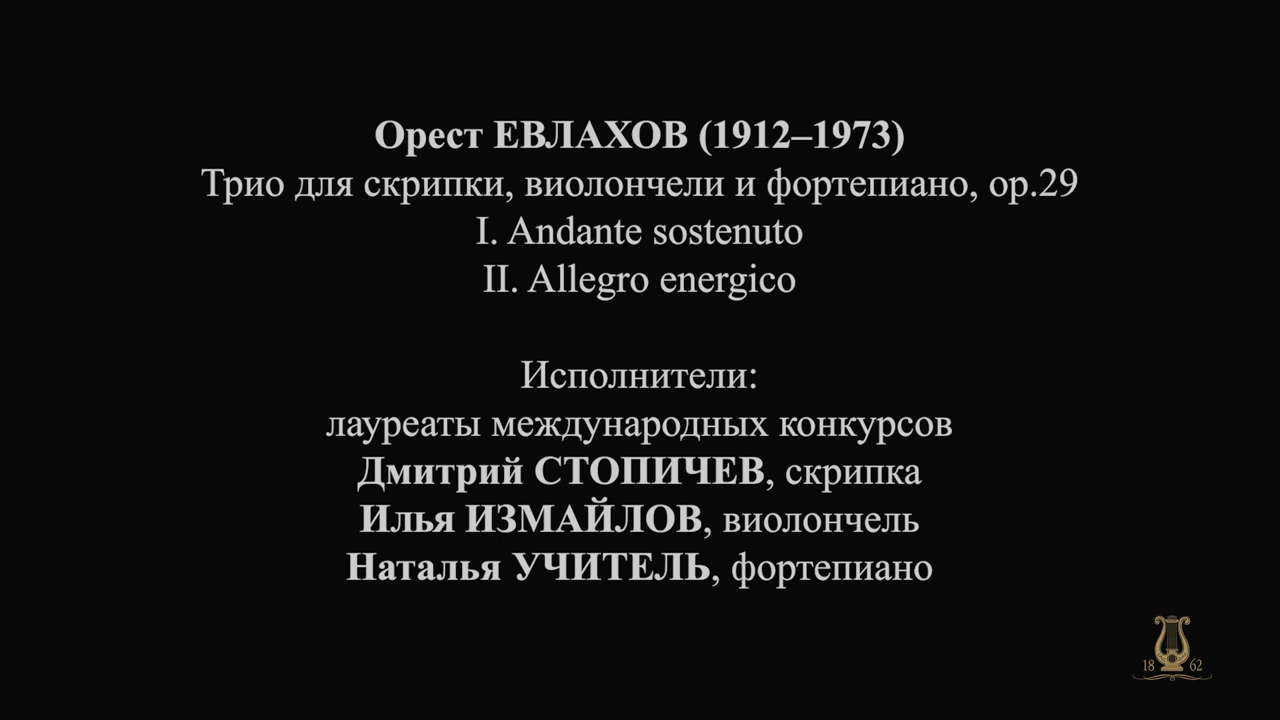 Орест ЕВЛАХОВ (1912–1973)
Трио для скрипки, виолончели и фортепиано, ор.29
I. Andante sostenuto
II. Allegro energico
Исполнители:
лауреаты международных конкурсов
Дмитрий СТОПИЧЕВ, скрипка
Илья ИЗМАЙЛОВ, виолончель
Наталья УЧИТЕЛЬ, фортепиано
18 62